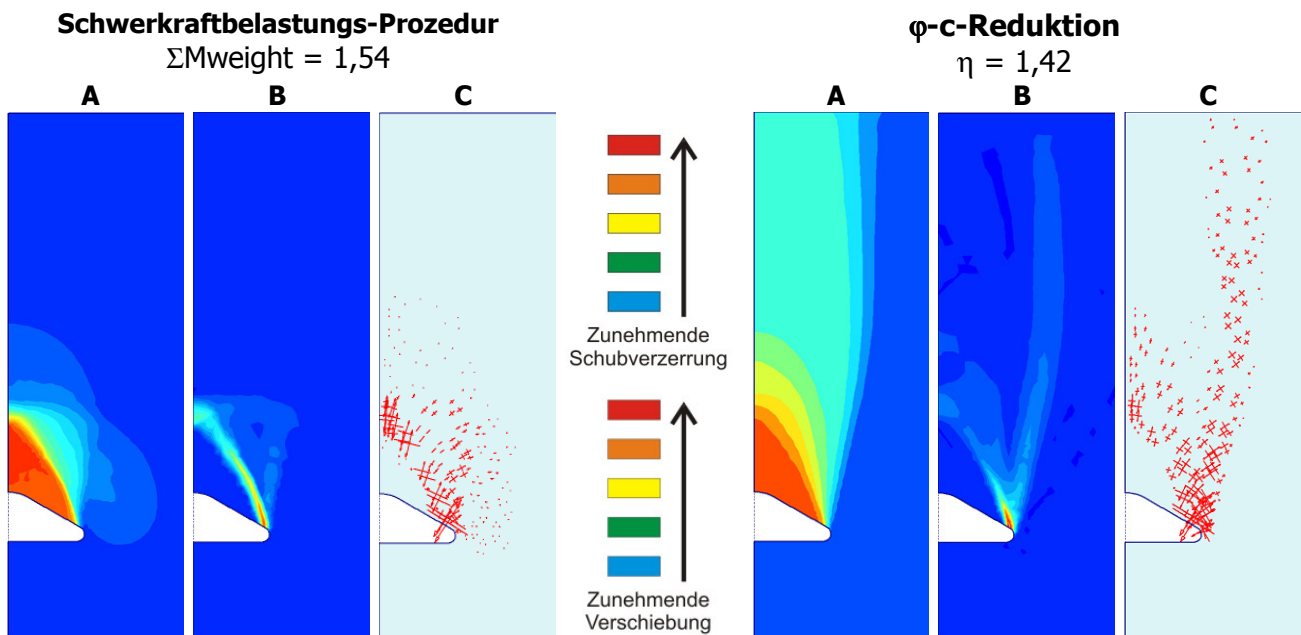 Schwerkraftbelastungs-Prozedur
ΣMweight = 1,54
A B C
φ-c-Reduktion
η = 1,42
A B C
Zunehmende
Schubverzerrung
Zunehmende
Verschiebung